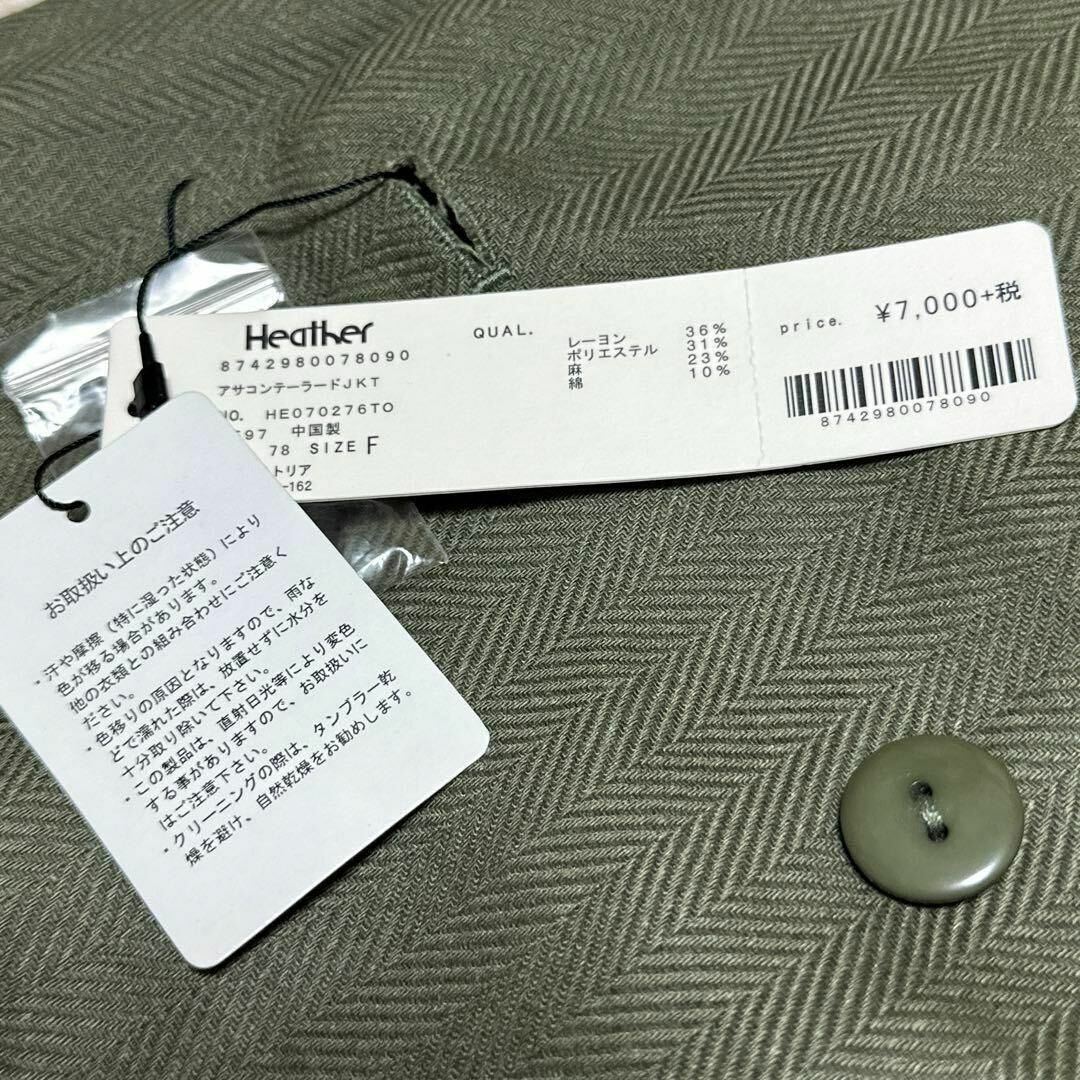 Heather
8742980078090
アサコンテーラードJKT
NO. HE070276TO
97 中国製
78 SIZE F
トリア
-162
QUAL.
レーヨン 36%
ポリエステル 31%
麻 23%
綿 10%
price. ¥7,000+税
8742980078090
お取扱い上のご注意
・汗や摩擦(特に湿った状態)により
色が移る場合があります。
他の衣類との組み合わせにご注意く
ださい。
・色移りの原因となりますので、雨な
どで濡れた際は、放置せずに水分を
十分取り除いて下さい。
・この製品は、直射日光等により変色
する事がありますので、お取扱いに
はご注意下さい。
・クリーニングの際は、タンブラー乾
燥を避け、自然乾燥をお勧めします。